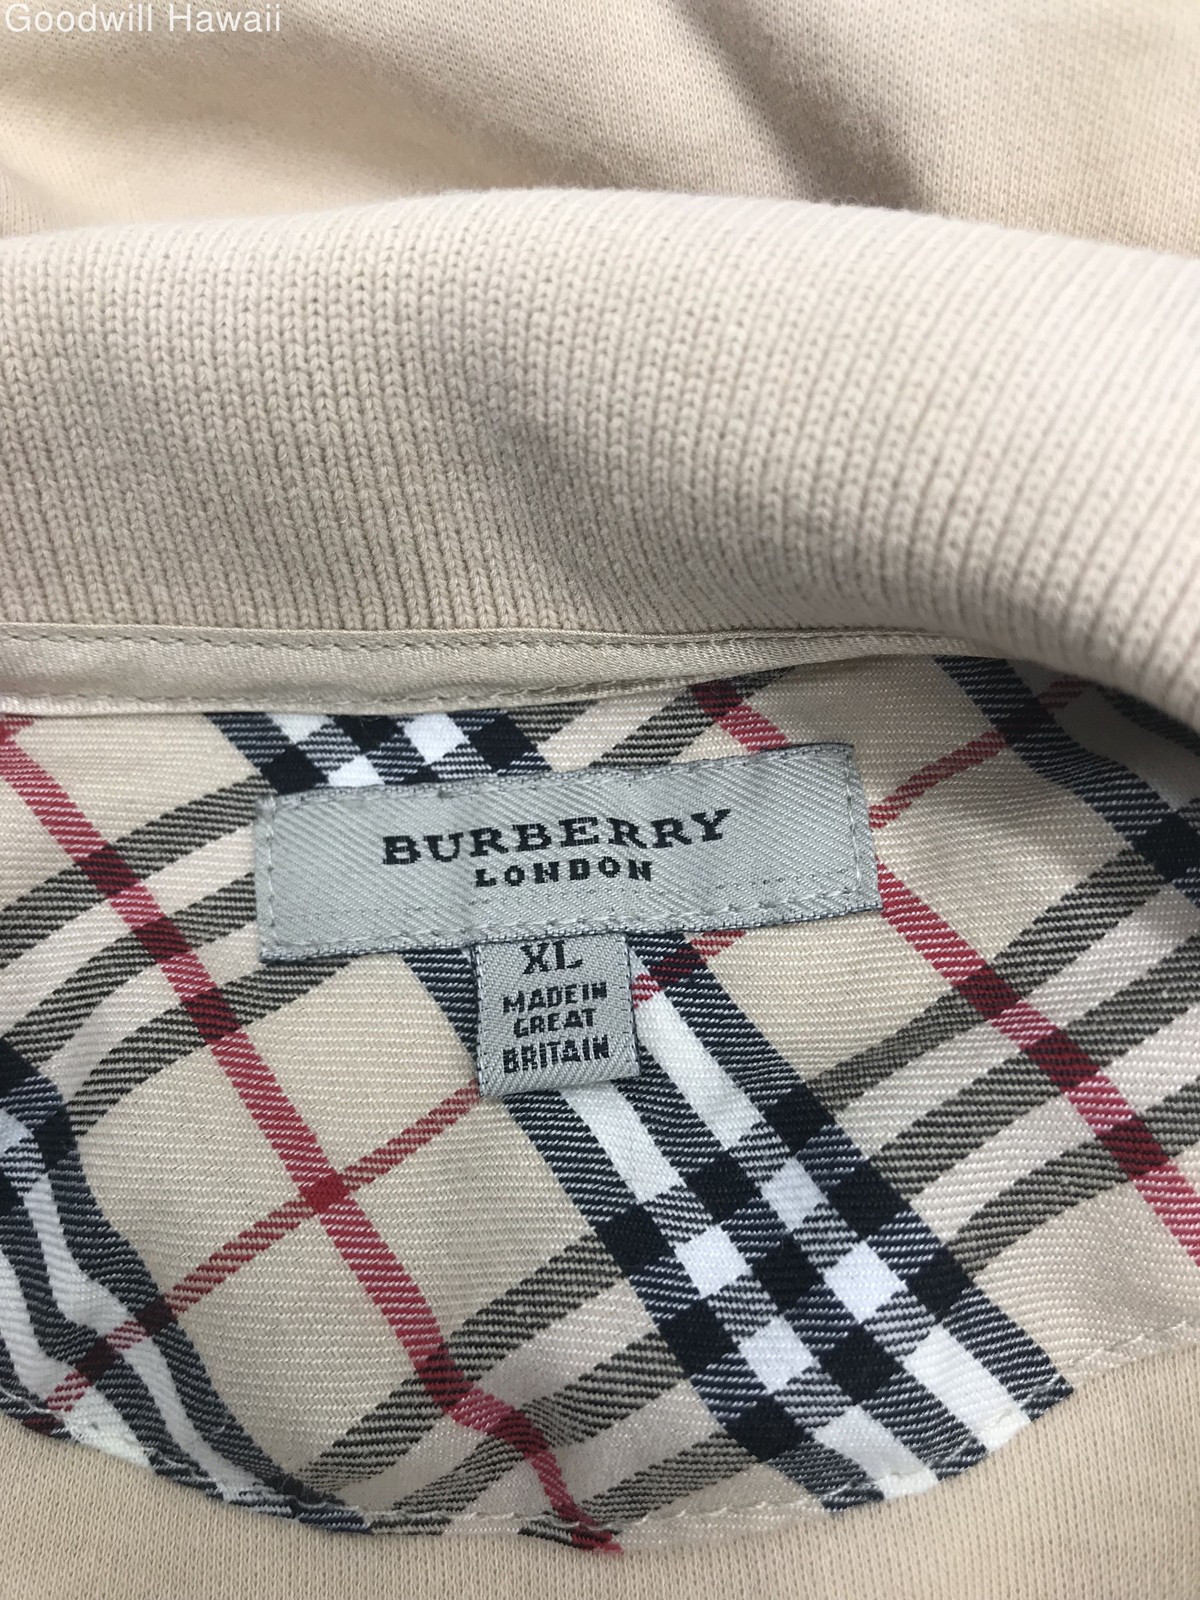 Goodwill Hawaii
BURBERRY
LONDON
XL
MADE IN
GREAT
BRITAIN